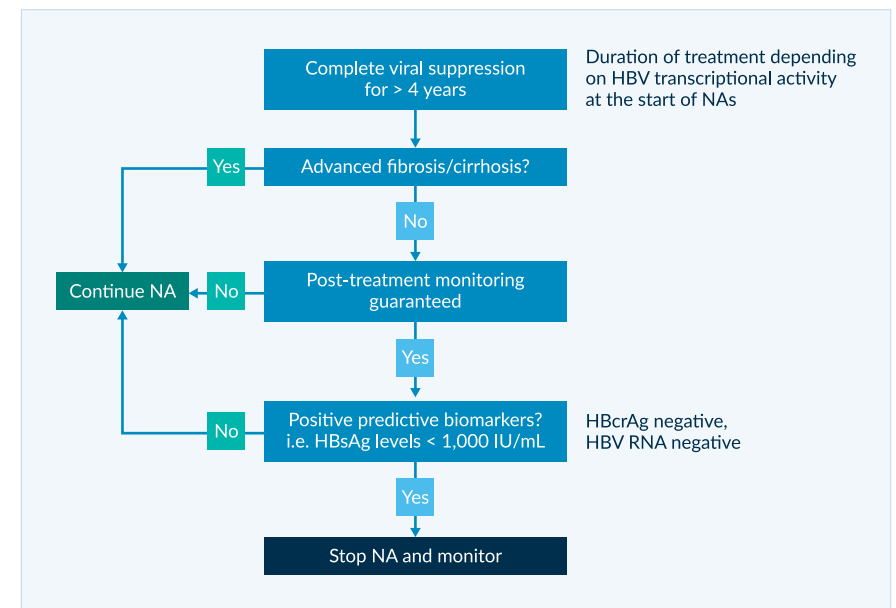 Complete viral suppression
for > 4 years
Duration of treatment depending
on HBV transcriptional activity
at the start of NAs
Yes
Advanced fibrosis/cirrhosis?
No
Continue NA
No
Post-treatment monitoring
guaranteed
Yes
No
Positive predictive biomarkers?
i.e. HBsAg levels < 1,000 IU/mL
HBcrAg negative,
HBV RNA negative
Yes
Stop NA and monitor